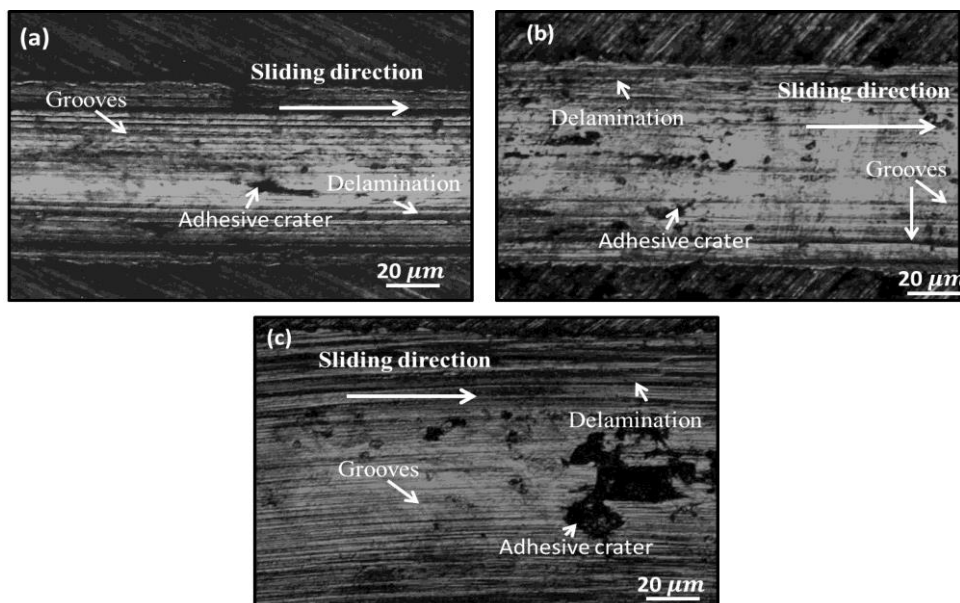 (a)
Sliding direction
Grooves
Delamination
Adhesive crater
20 μm
(b)
Delamination
Sliding direction
Grooves
Adhesive crater
20 μm
(c)
Sliding direction
Delamination
Grooves
Adhesive crater
20 μm